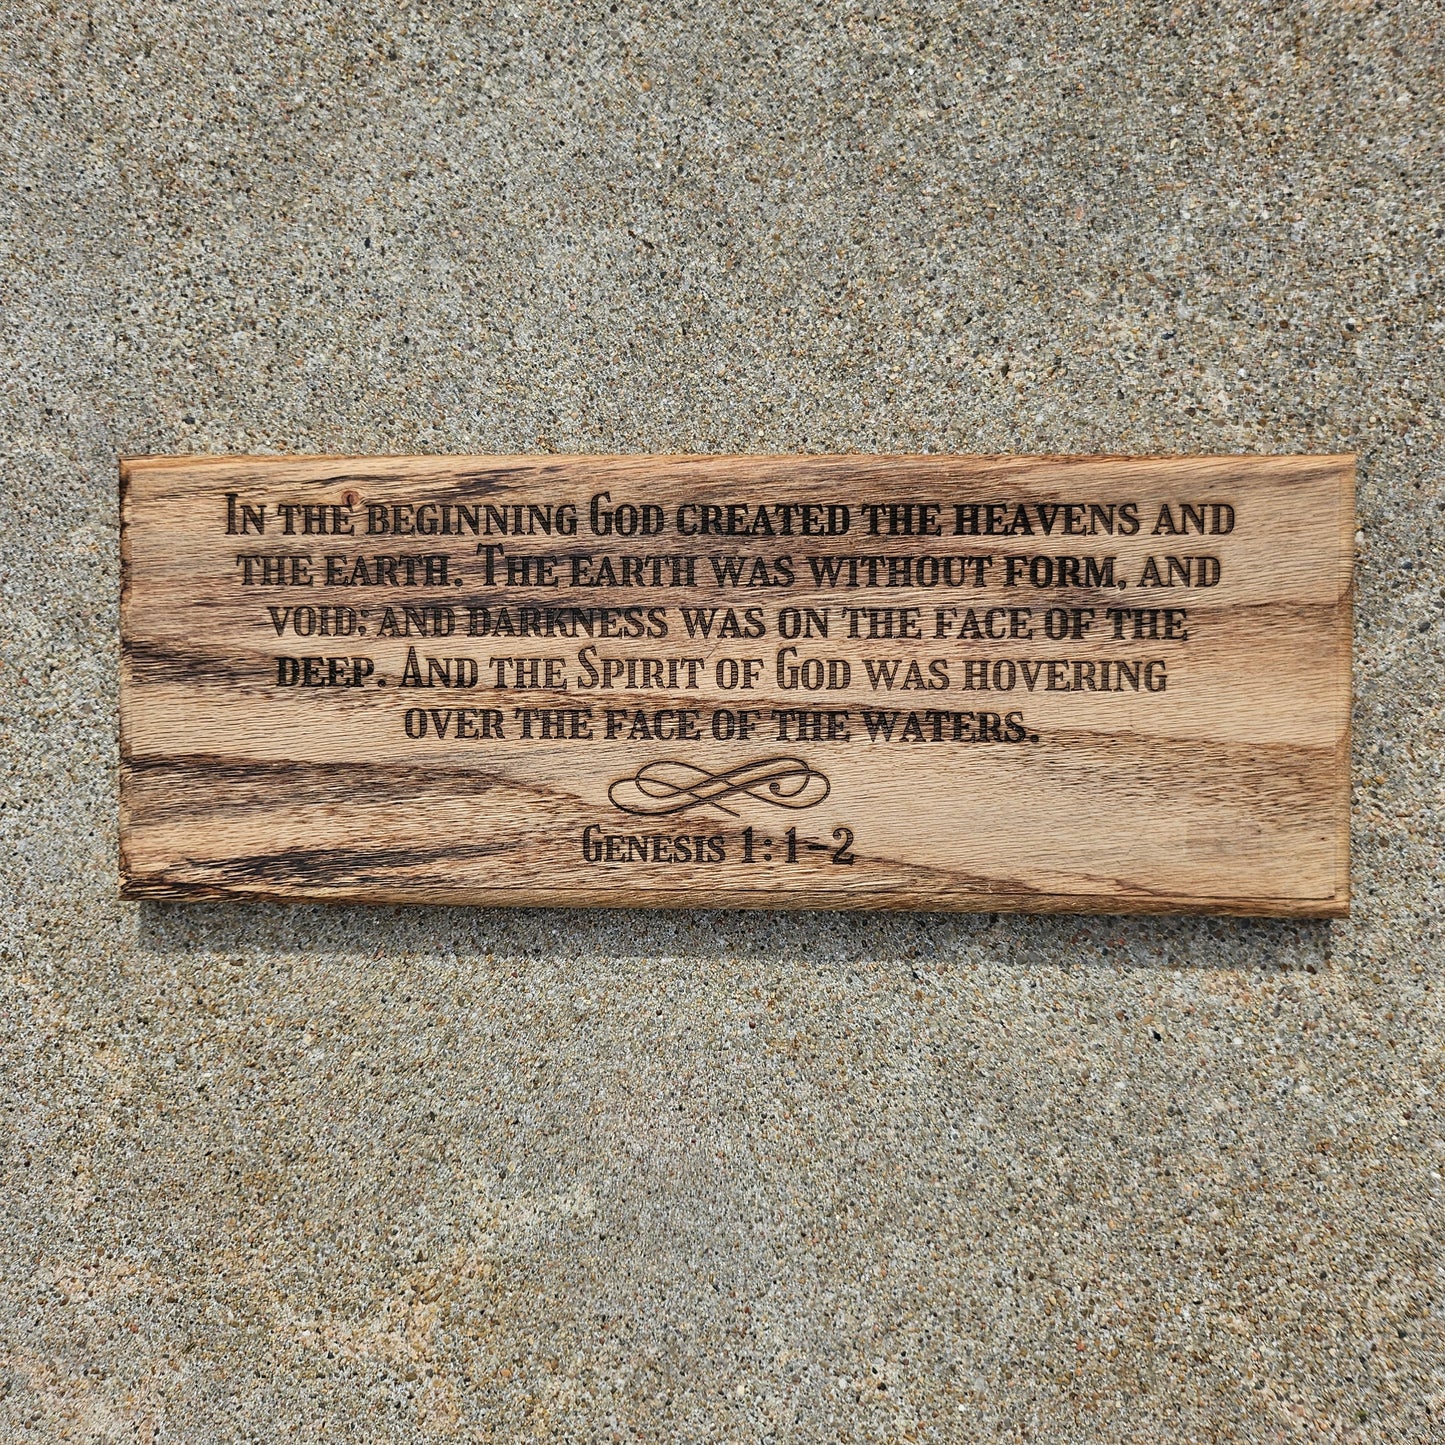 In the beginning God created the heavens and
the earth. The earth was without form, and
void; and darkness was on the face of the
deep. And the Spirit of God was hovering
over the face of the waters.
Genesis 1:1-2